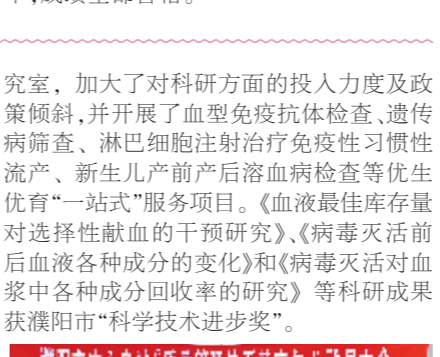 究室，加大了对科研方面的投入力度及政
策倾斜，并开展了血型免疫抗体检查、遗传
病筛查、淋巴细胞注射治疗免疫性习惯性
流产、新生儿产前产后溶血病检查等优生
优育“一站式”服务项目。《血液最佳库存量
对选择性献血的干预研究》、《病毒灭活前
后血液各种成分的变化》和《病毒灭活对血
浆中各种成分回收率的研究》等科研成果
获濮阳市“科学技术进步奖”。